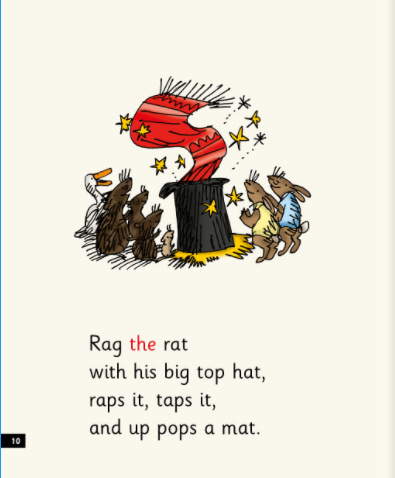 Rag the rat
with his big top hat,
raps it, taps it,
and up pops a mat.
10